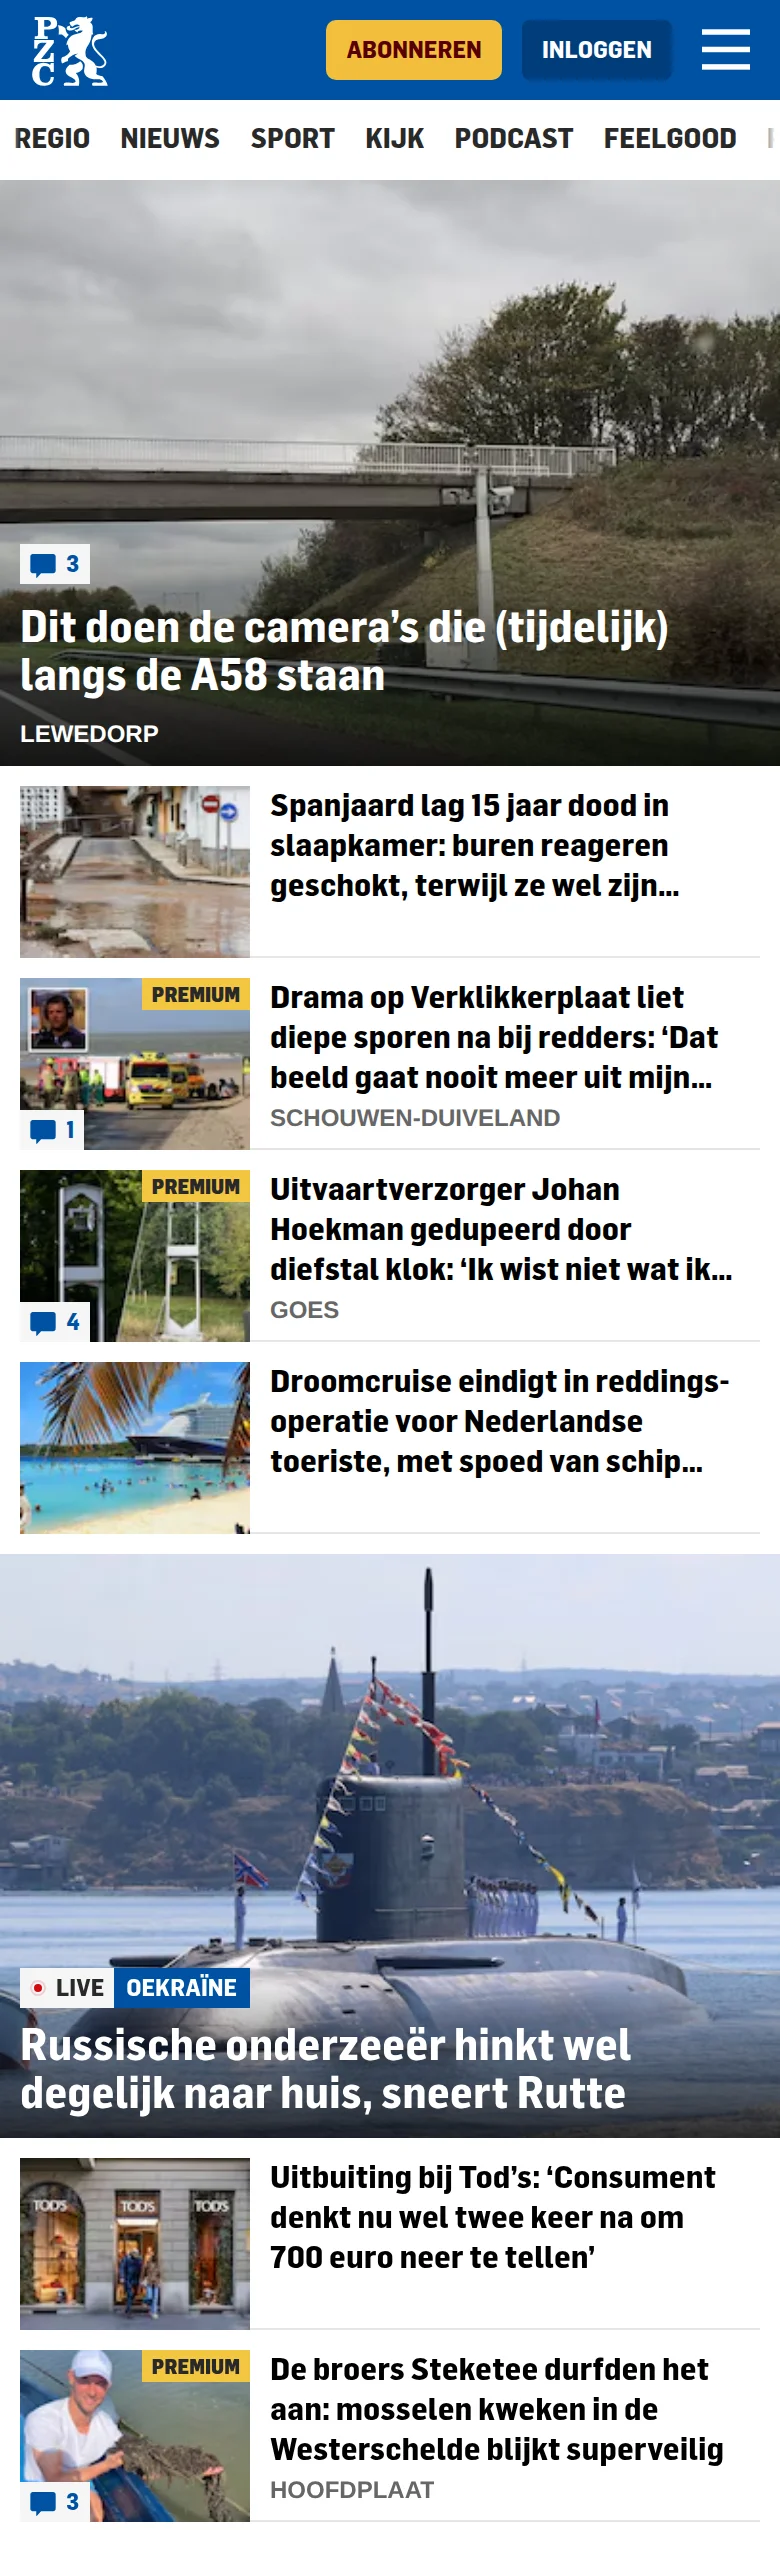 PZC
ABONNEREN
INLOGGEN
REGIO NIEUWS SPORT KIJK PODCAST FEELGOOD
3
Dit doen de camera’s die (tijdelijk)
langs de A58 staan
LEWEDORP
Spanjaard lag 15 jaar dood in
slaapkamer: buren reageren
geschokt, terwijl ze wel zijn...
PREMIUM
1
Drama op Verklikkerplaat liet
diepe sporen na bij redders: ‘Dat
beeld gaat nooit meer uit mijn...
SCHOUWEN-DUIVELAND
PREMIUM
4
Uitvaartverzorger Johan
Hoekman gedupeerd door
diefstal klok: ‘Ik wist niet wat ik...
GOES
Droomcruise eindigt in reddings-
operatie voor Nederlandse
toeriste, met spoed van schip...
LIVE OEKRAÏNE
Russische onderzeeër hinkt wel
degelijk naar huis, sneert Rutte
TOD'S TOD'S TOD'S
Uitbuiting bij Tod’s: ‘Consument
denkt nu wel twee keer na om
700 euro neer te tellen’
PREMIUM
3
De broers Steketee durfden het
aan: mosselen kweken in de
Westerschelde blijkt superveilig
HOOFDPLAAT